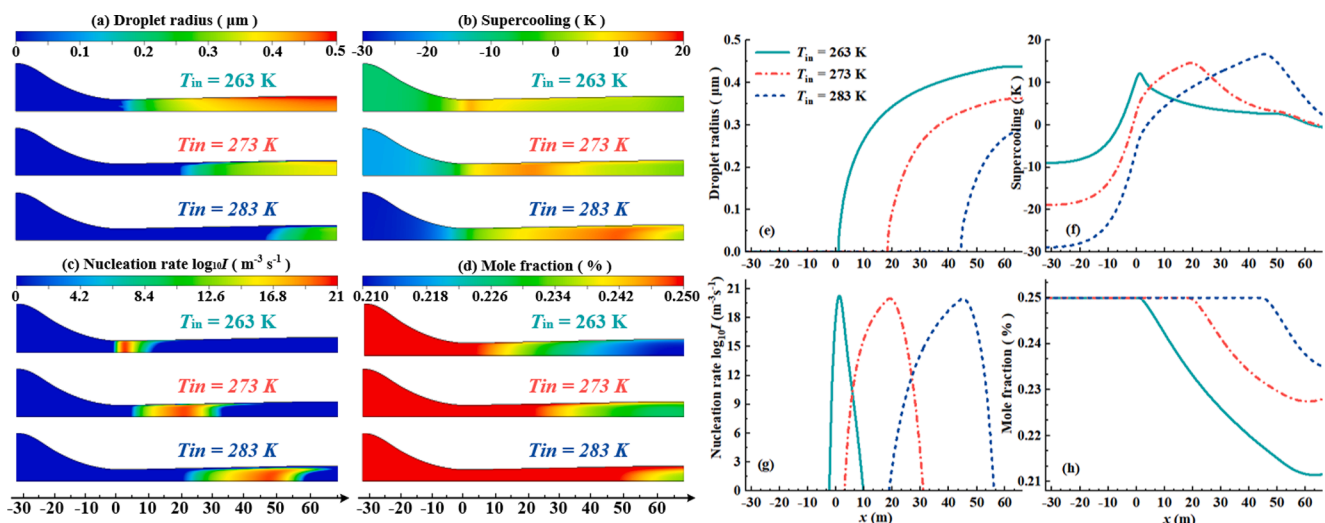 (a) Droplet radius ( μm )
0 0.1 0.3 0.4 0.5
Tin = 263 K
Tin = 273 K
Tin = 283 K
(b) Supercooling ( K )
-30 -20 -10 0 10 20
Tin = 263 K
Tin = 273 K
Tin = 283 K
(c) Nucleation rate log10I ( m-3 s-1 )
0 4.2 8.4 12.6 16.8 21
Tin = 263 K
Tin = 273 K
Tin = 283 K
-30 -20 -10 0 10 20 30 40 50 60
(d) Mole fraction ( % )
0.210 0.218 0.226 0.234 0.242 0.250
Tin = 263 K
Tin = 273 K
Tin = 283 K
-30 -20 -10 0 10 20 30 40 50 60
Droplet radius ( μm )
0.5
0.4
0.3
0.2
0.1
0.0
Tin = 263 K
Tin = 273 K
Tin = 283 K
(e)
-30 -20 -10 0 10 20 30 40 50 60
Supercooling ( K )
20
10
0
-10
-20
-30
(f)
-30 -20 -10 0 10 20 30 40 50 60
Nucleation rate log10I (m-3s-1)
21
18
15
12
9
6
3
0
(g)
-30 -20 -10 0 10 20 30 40 50 60
x (m)
Mole fraction ( % )
0.25
0.24
0.23
0.22
0.21
(h)
-30 -20 -10 0 10 20 30 40 50 60
x (m)